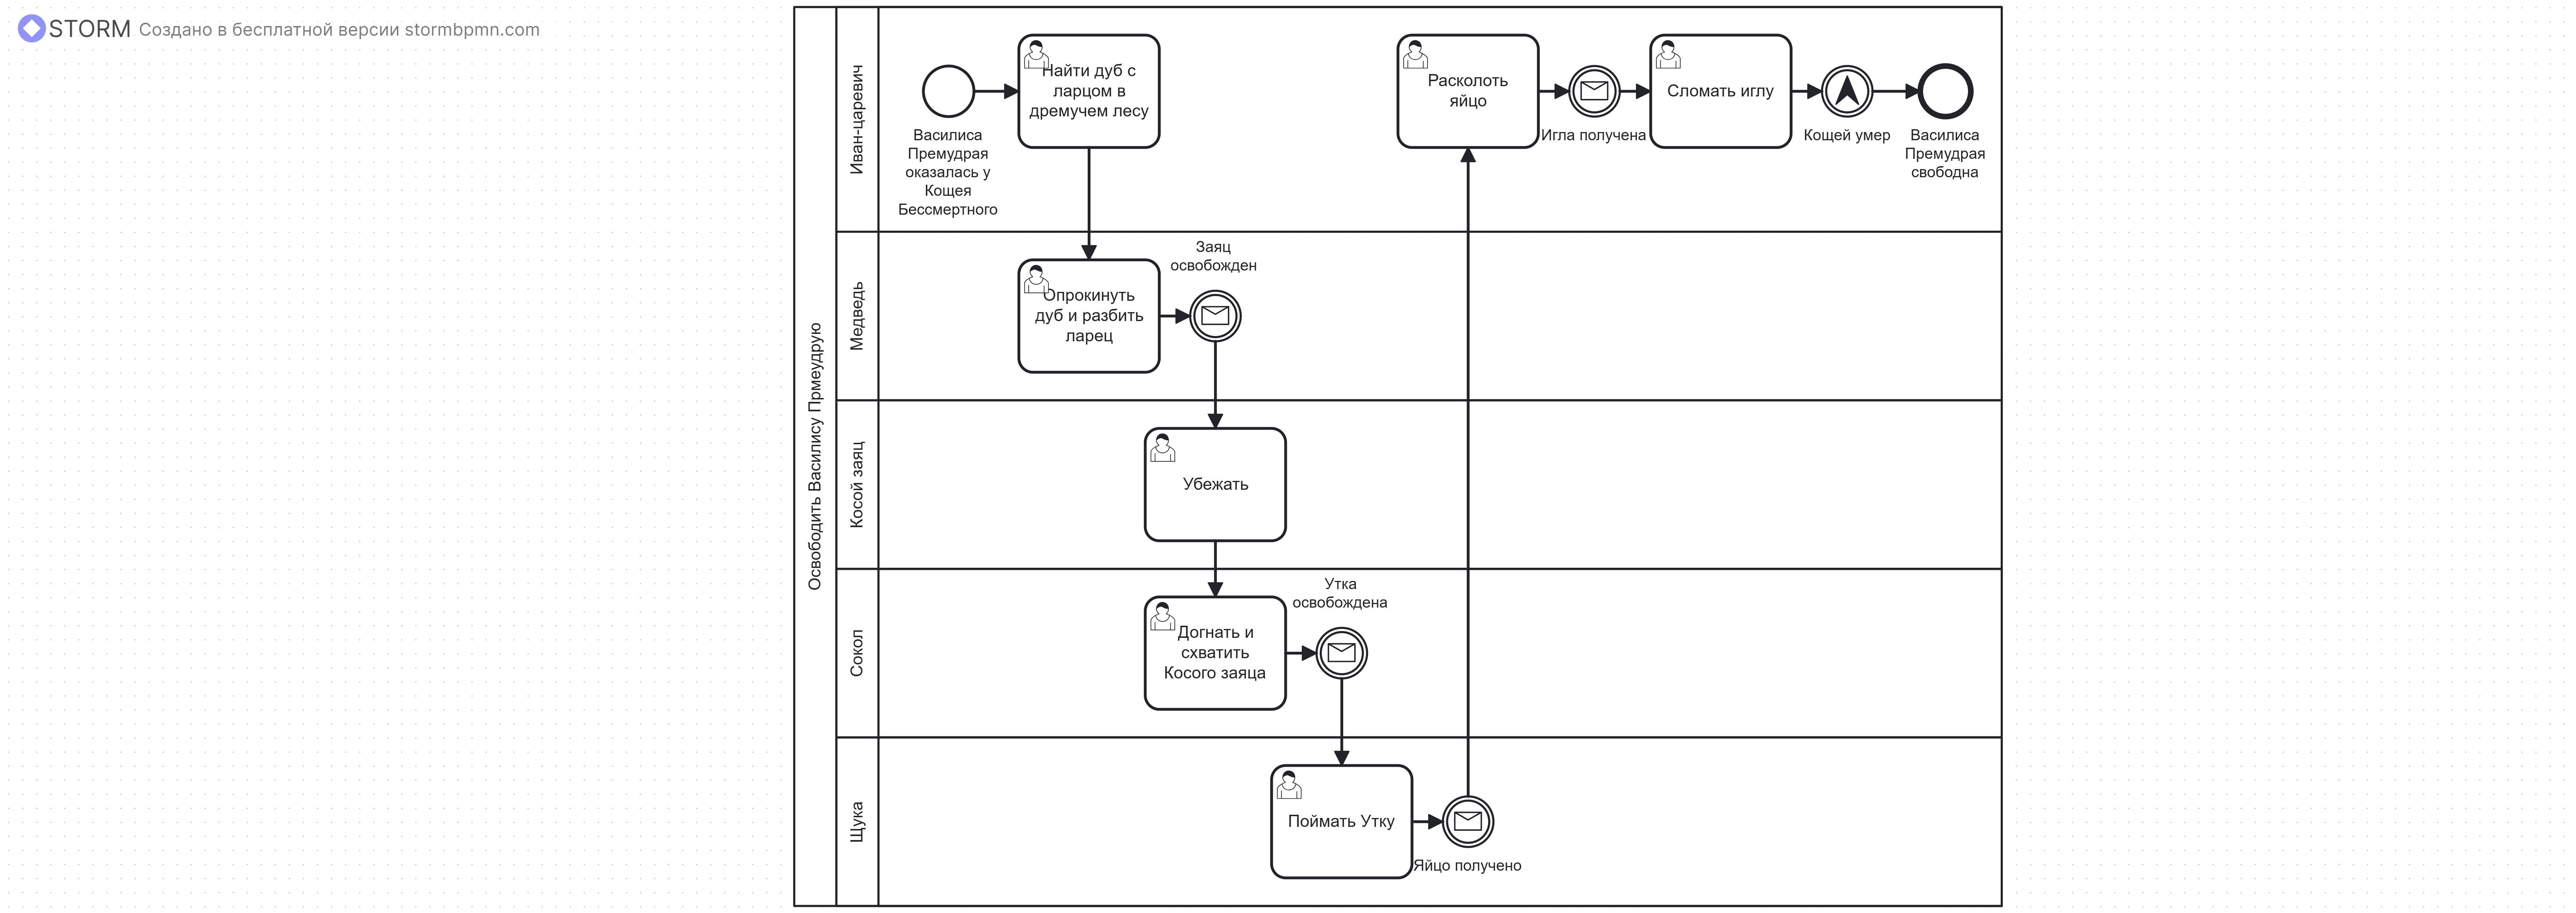 STORM Создано в бесплатной версии stormbpmn.com
Освободить Василису Прмеудрую
Иван-царевич
Василиса
Премудрая
оказалась у
Кощея
Бессмертного
Найти дуб с
ларцом в
дремучем лесу
Расколоть
яйцо
Игла получена
Сломать иглу
Кощей умер
Василиса
Премудрая
свободна
Медведь
Опрокинуть
дуб и разбить
ларец
Заяц
освобожден
Косой заяц
Убежать
Сокол
Догнать и
схватить
Косого заяца
Утка
освобождена
Щука
Поймать Утку
Яйцо получено